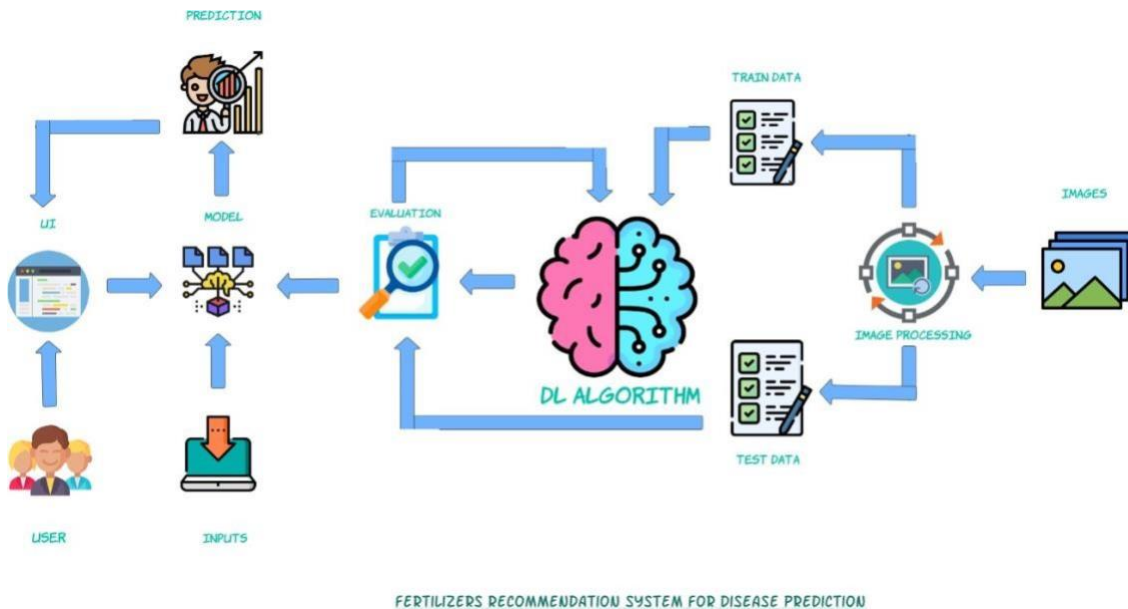 PREDICTION
TRAIN DATA
IMAGES
UI
MODEL
EVALUATION
IMAGE PROCESSING
DL ALGORITHM
TEST DATA
USER
INPUTS
FERTILIZERS RECOMMENDATION SYSTEM FOR DISEASE PREDICTION